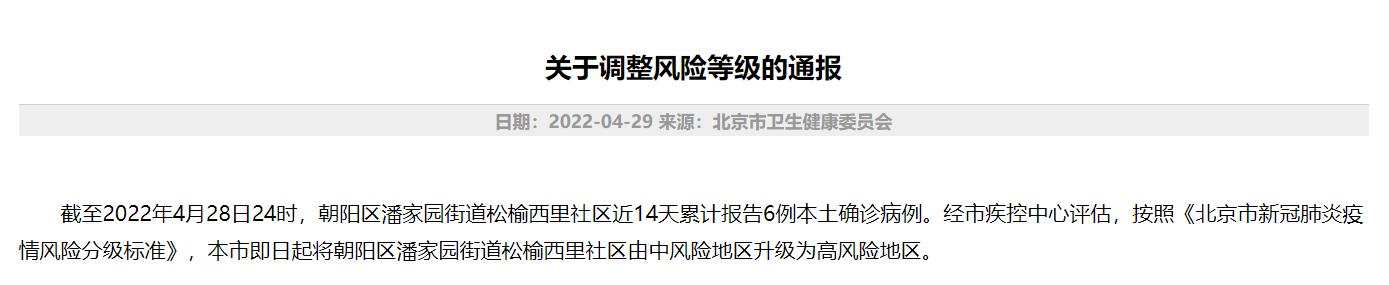 关于调整风险等级的通报
日期：2022-04-29 来源：北京市卫生健康委员会
截至2022年4月28日24时，朝阳区潘家园街道松榆西里社区近14天累计报告6例本土确诊病例。经市疾控中心评估，按照《北京市新冠肺炎疫
情风险分级标准》，本市即日起将朝阳区潘家园街道松榆西里社区由中风险地区升级为高风险地区。